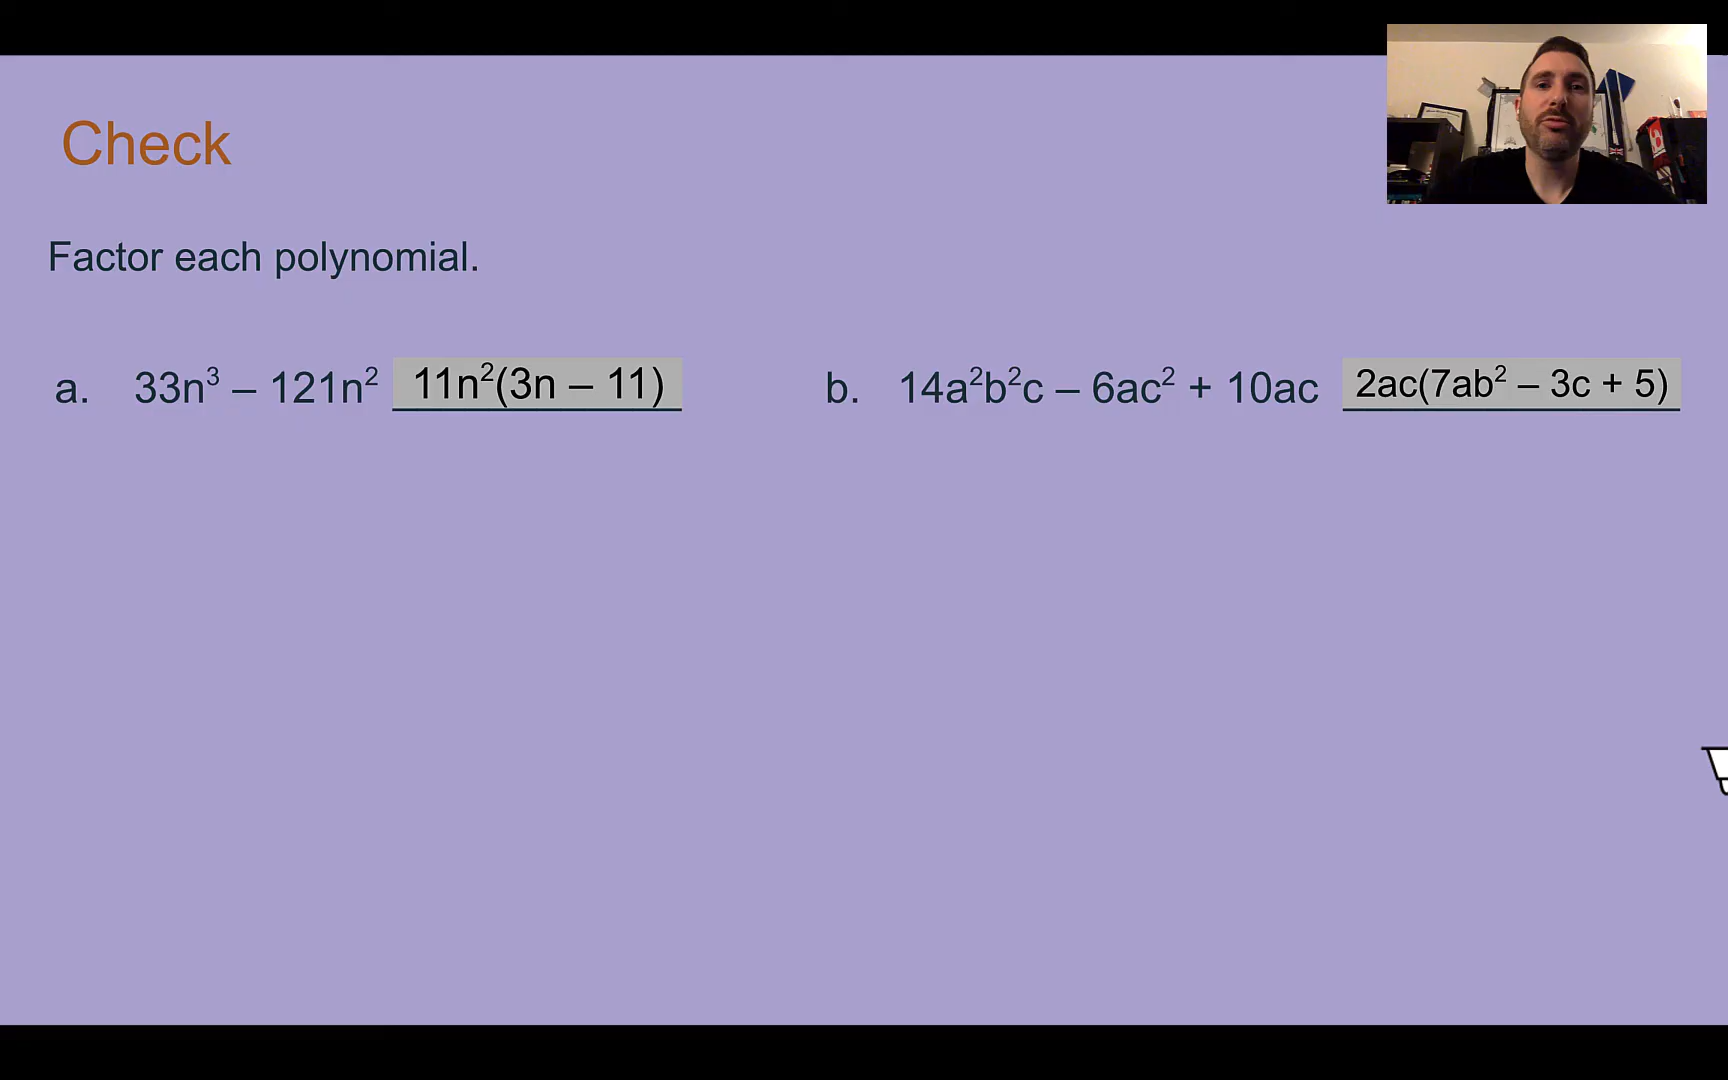 Check
Factor each polynomial.
a. 33n³ – 121n² 11n²(3n – 11)
b. 14a²b²c – 6ac² + 10ac 2ac(7ab² – 3c + 5)